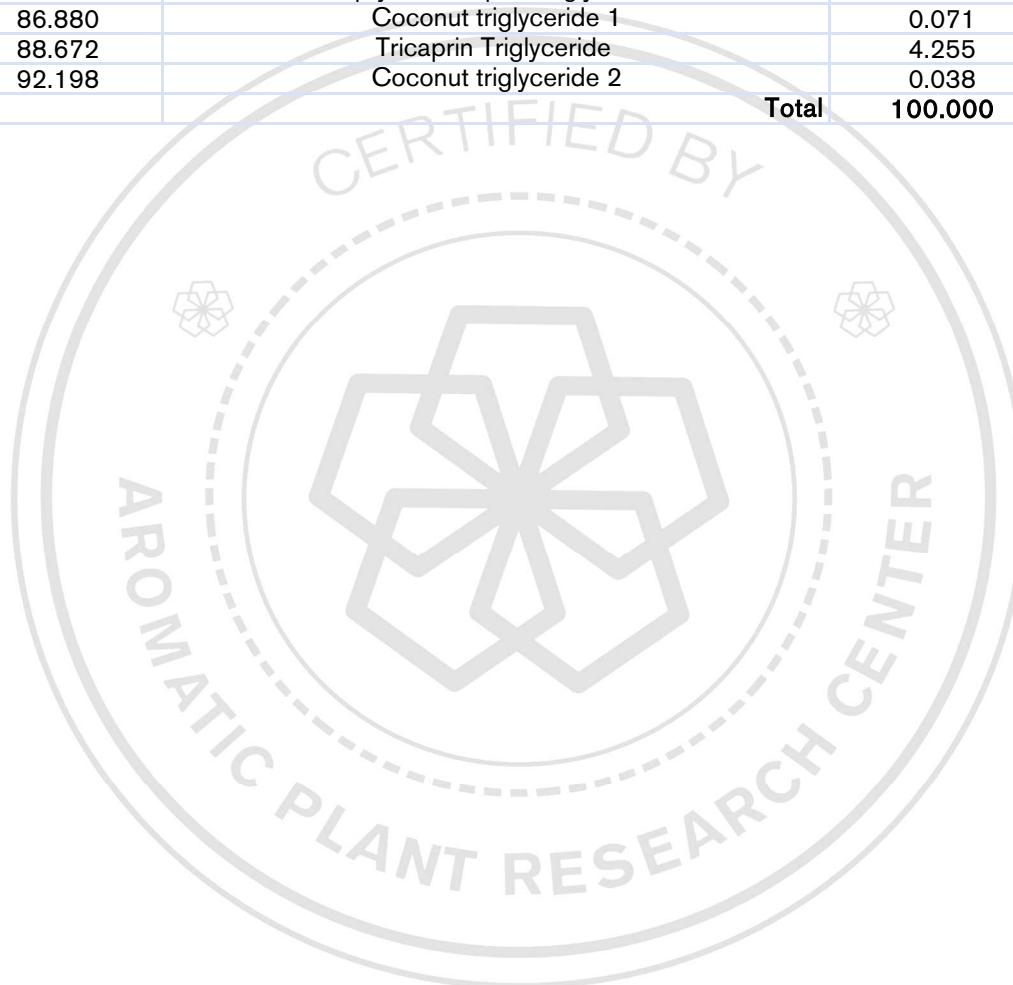 86.880 Coconut triglyceride 1 0.071
88.672 Tricaprin Triglyceride 4.255
92.198 Coconut triglyceride 2 0.038
Total 100.000
CERTIFIED BY
AROMATIC PLANT RESEARCH CENTER